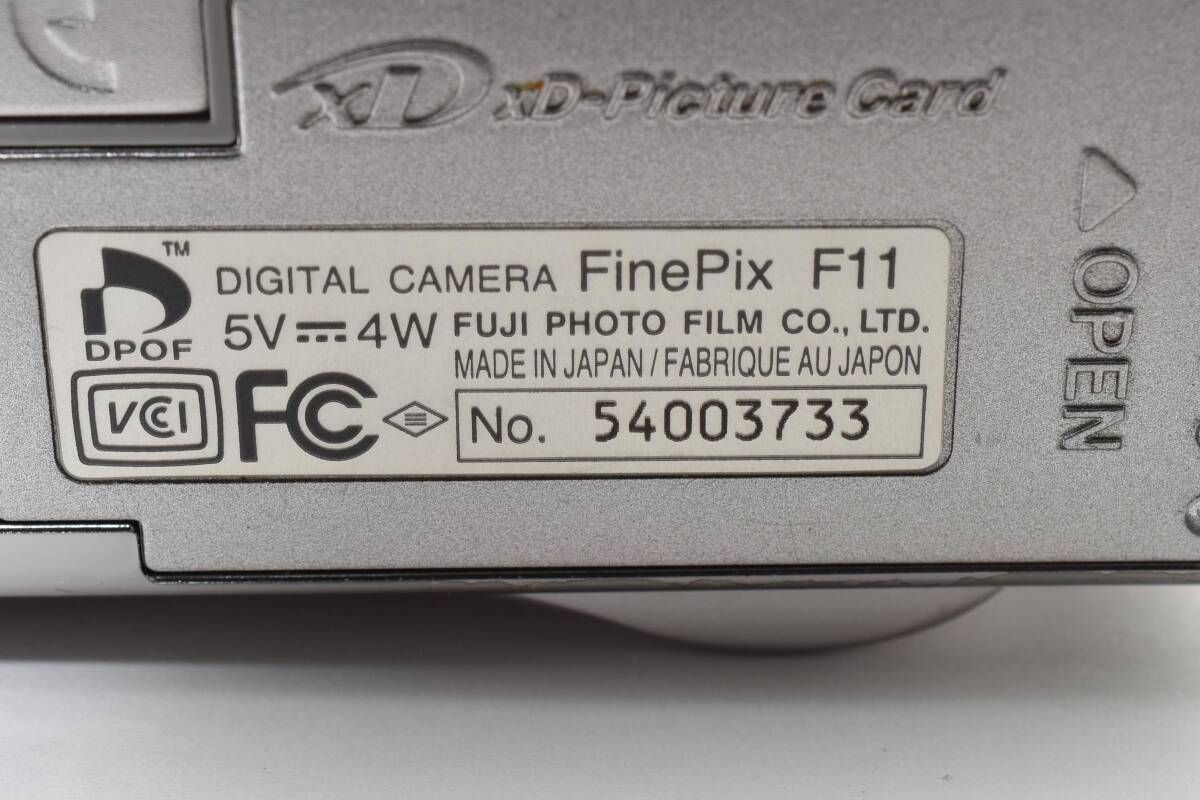 xD xD-Picture Card
OPEN
TM
DPOF
DIGITAL CAMERA FinePix F11
5V⎓4W FUJI PHOTO FILM CO., LTD.
MADE IN JAPAN / FABRIQUE AU JAPON
VCCI FC No. 54003733